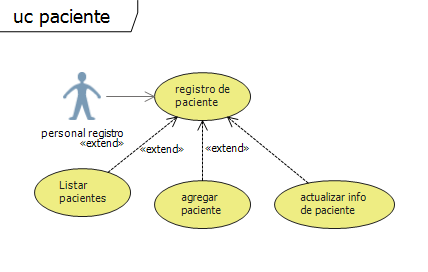 uc paciente
registro de
paciente
personal registro
«extend»
«extend»
«extend»
Listar
pacientes
agregar
paciente
actualizar info
de paciente